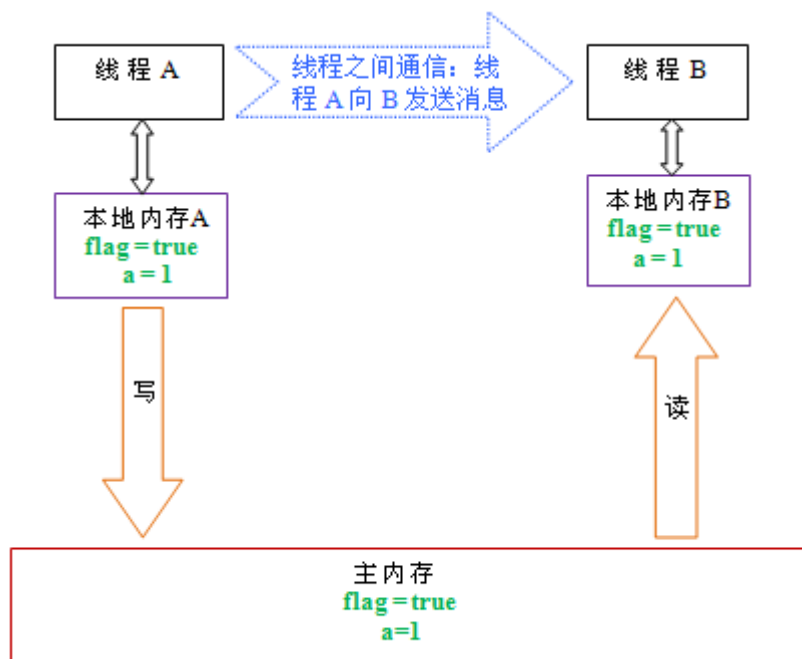 线程 A
线程之间通信：线
程 A 向 B 发送消息
线程 B
本地内存A
flag = true
a = 1
本地内存B
flag = true
a = 1
写
读
主内存
flag = true
a=1